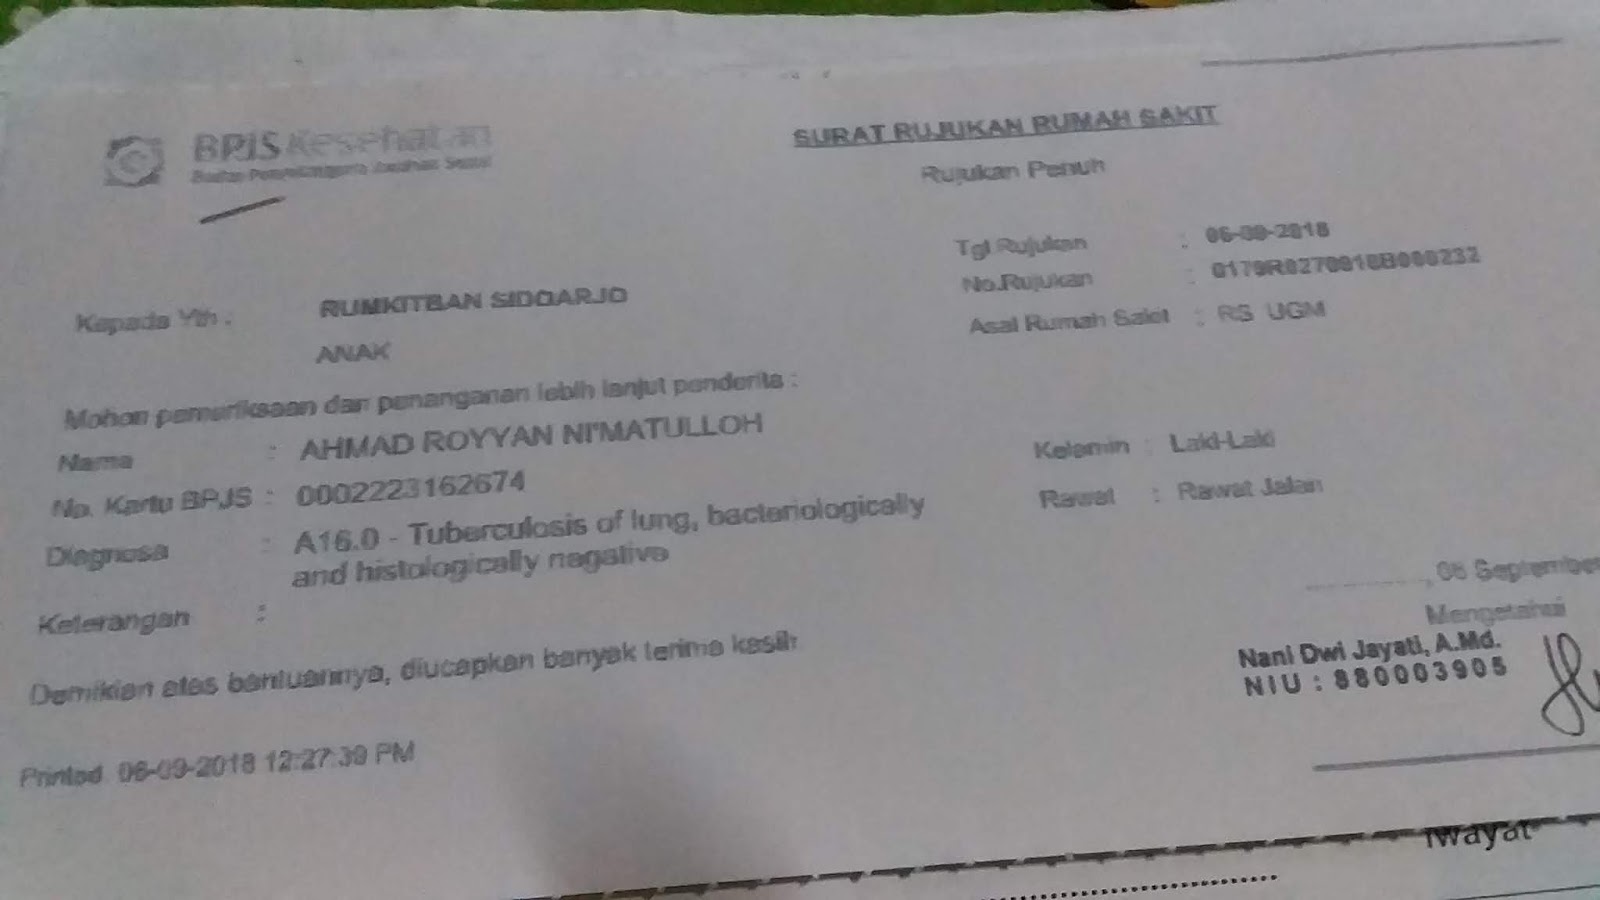 BPJS Kesehatan
Badan Penyelenggara Jaminan Sosial
SURAT RUJUKAN RUMAH SAKIT
Rujukan Penuh
Tgl.Rujukan : 06-09-2018
No.Rujukan : 0179R0270918B000232
Asal Rumah Sakit : RS UGM
Kepada Yth : RUMKITBAN SIDOARJO
ANAK
Mohon pemeriksaan dan penanganan lebih lanjut penderita :
Nama : AHMAD ROYYAN NI'MATULLOH
Kelamin : Laki-Laki
No. Kartu BPJS : 0002223162674
Rawat : Rawat Jalan
Diagnosa : A16.0 - Tuberculosis of lung, bacteriologically
and histologically nagative
Keterangan :
Demikian atas bantuannya, diucapkan banyak terima kasih
, 06 September
Mengetahui
Nani Dwi Jayati, A.Md.
NIU : 880003905
Printed 06-09-2018 12:27:39 PM
iwayat